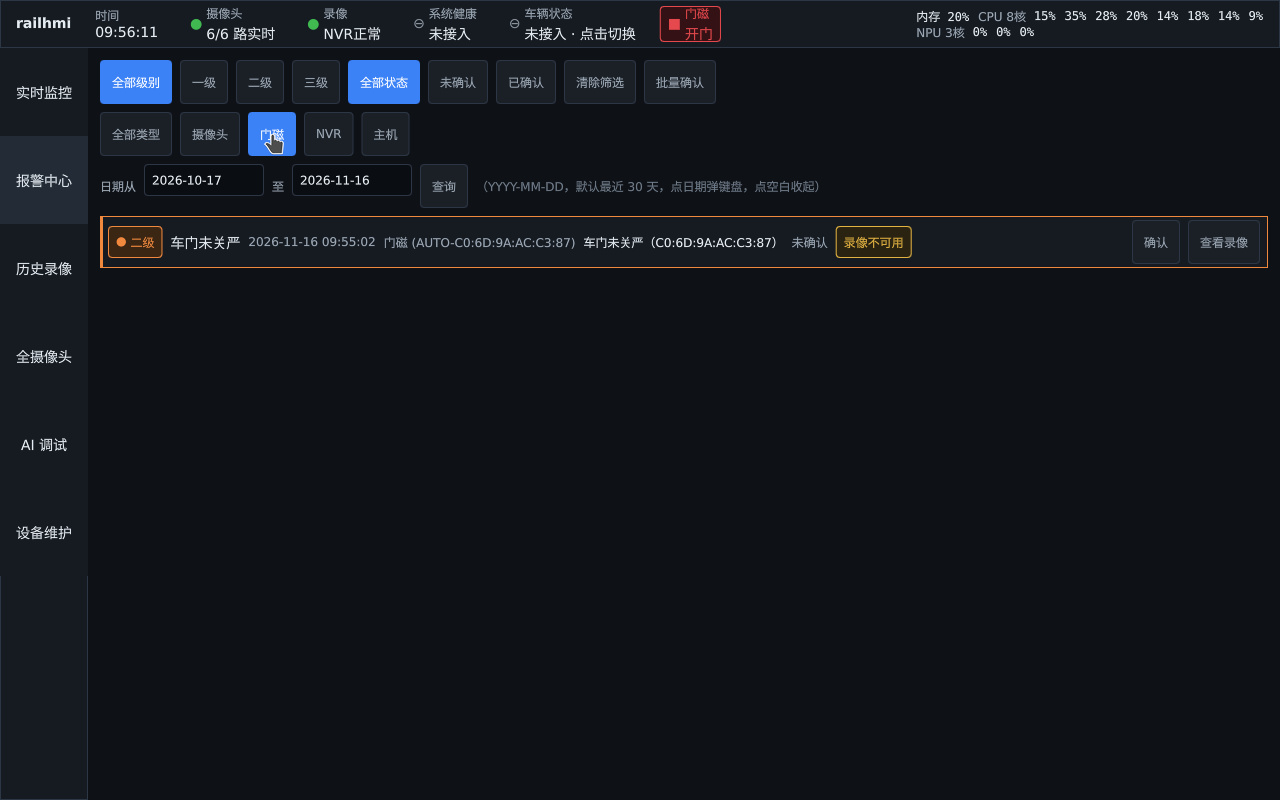 railhmi
时间
09:56:11
摄像头
6/6 路实时
录像
NVR正常
系统健康
未接入
车辆状态
未接入 · 点击切换
门磁
开门
内存 20% CPU 8核 15% 35% 28% 20% 14% 18% 14% 9%
NPU 3核 0% 0% 0%
实时监控
报警中心
历史录像
全摄像头
AI 调试
设备维护
全部级别 一级 二级 三级 全部状态 未确认 已确认 清除筛选 批量确认
全部类型 摄像头 门磁 NVR 主机
日期从 2026-10-17 至 2026-11-16 查询 （YYYY-MM-DD，默认最近 30 天，点日期弹键盘，点空白收起）
二级 车门未关严 2026-11-16 09:55:02 门磁 (AUTO-C0:6D:9A:AC:C3:87) 车门未关严（C0:6D:9A:AC:C3:87） 未确认 录像不可用 确认 查看录像